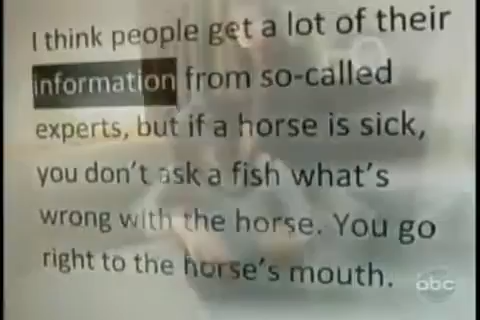 I think people get a lot of their
information from so-called
experts, but if a horse is sick,
you don't ask a fish what's
wrong with the horse. You go
right to the horse's mouth.
abc